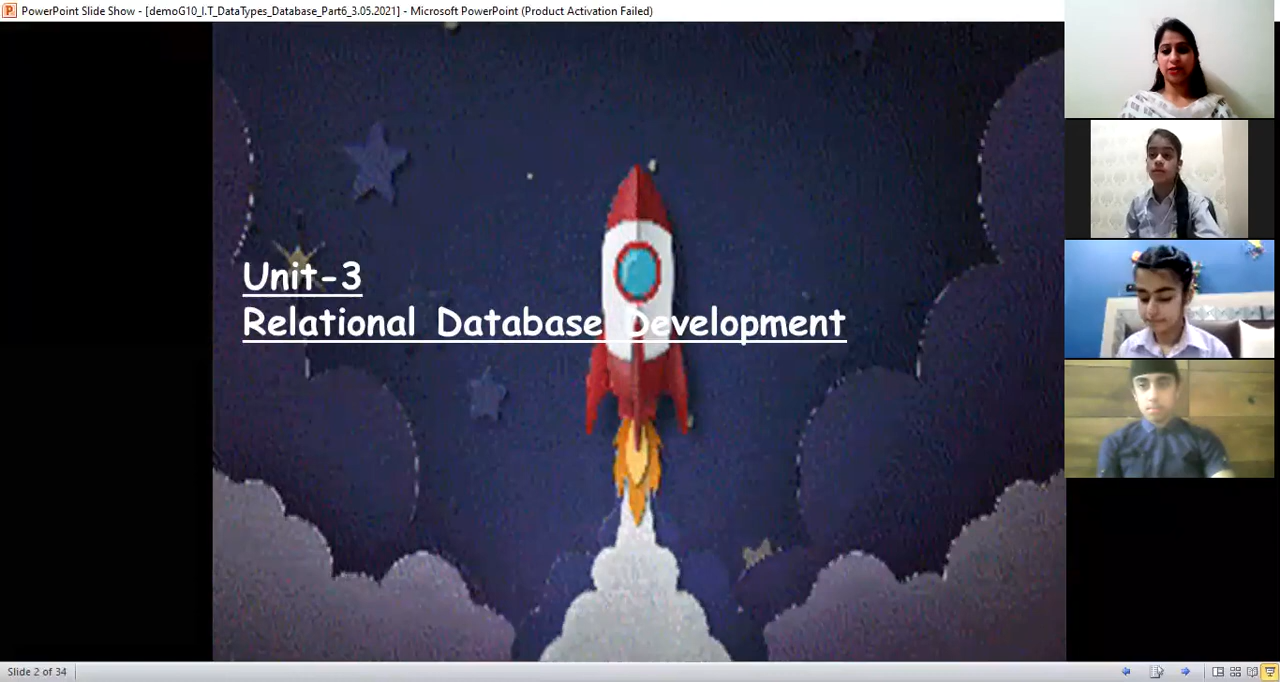 PowerPoint Slide Show - [demoG10_I.T_DataTypes_Database_Part6_3.05.2021] - Microsoft PowerPoint (Product Activation Failed)
Unit-3
Relational Database Development
Slide 2 of 34